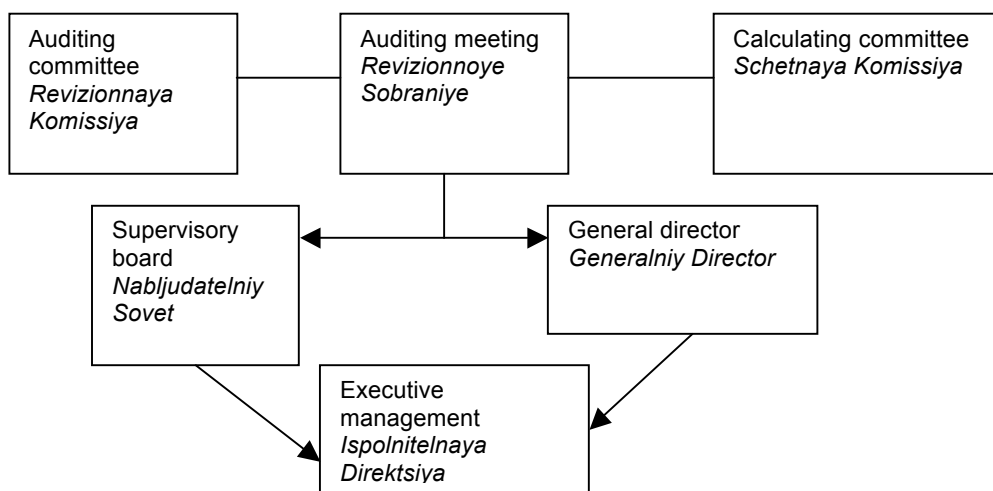 Auditing
committee
Revizionnaya
Komissiya
Auditing meeting
Revizionnoye
Sobraniye
Calculating committee
Schetnaya Komissiya
Supervisory
board
Nabljudatelniy
Sovet
General director
Generalniy Director
Executive
management
Ispolnitelnaya
Direktsiya